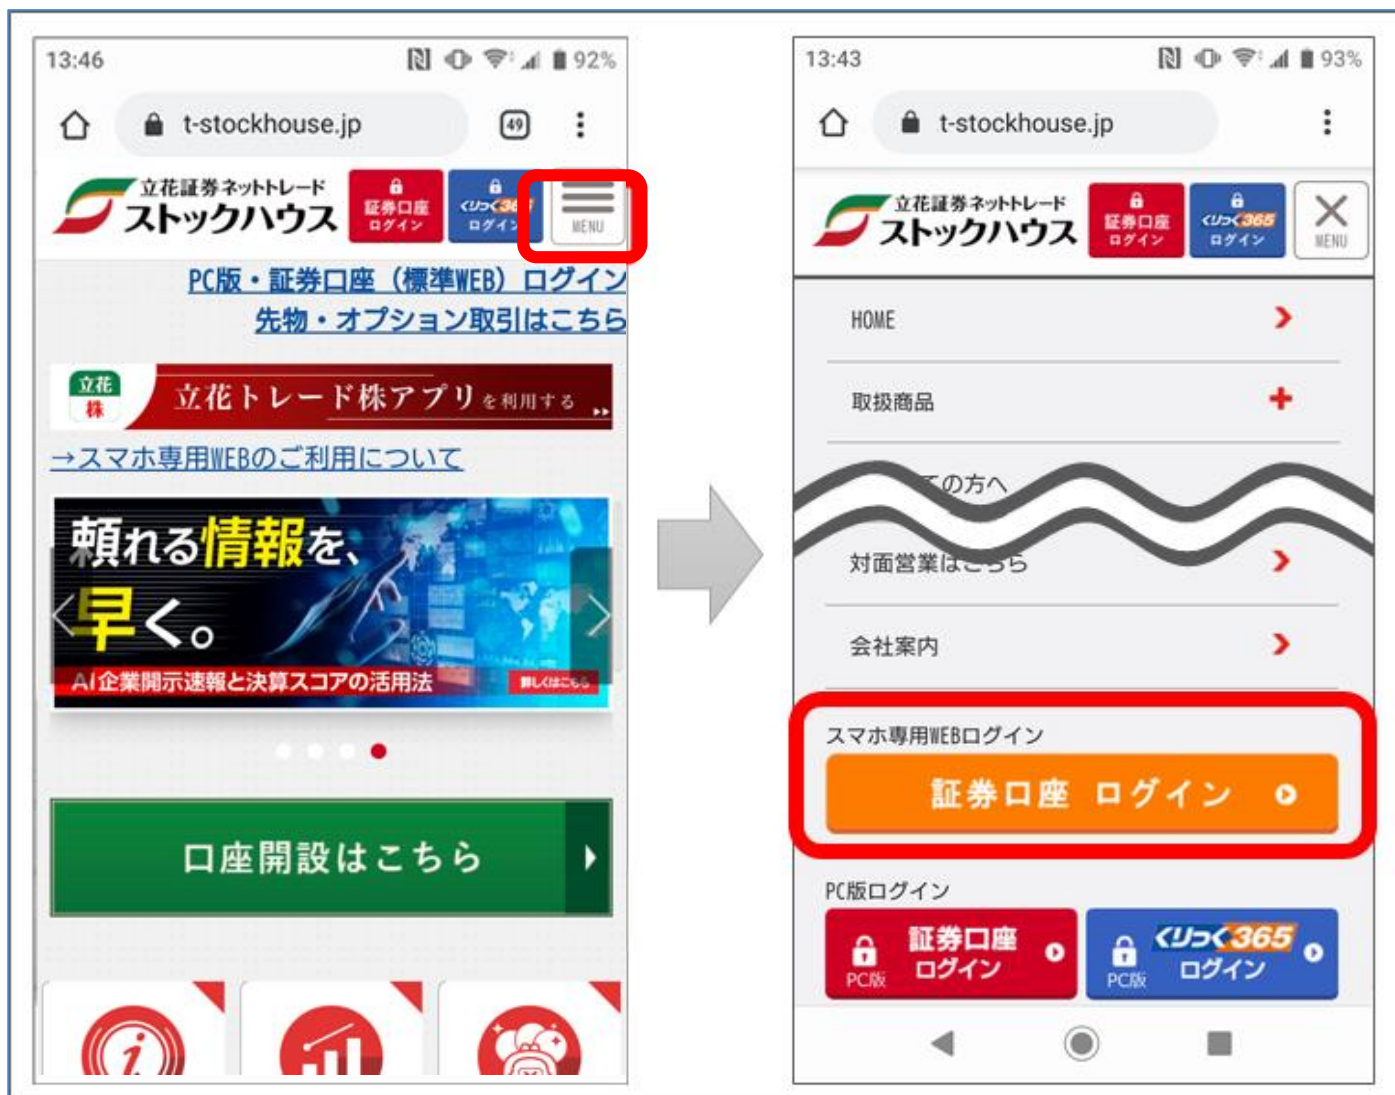 13:46
92%
t-stockhouse.jp
49
立花証券ネットトレード
ストックハウス
証券口座
ログイン
くりっく365
ログイン
MENU
PC版・証券口座（標準WEB）ログイン
先物・オプション取引はこちら
立花
株
立花トレード株アプリを利用する
→スマホ専用WEBのご利用について
頼れる情報を、
早く。
AI企業開示速報と決算スコアの活用法
詳しくはこちら
口座開設はこちら
13:43
93%
t-stockhouse.jp
立花証券ネットトレード
ストックハウス
証券口座
ログイン
くりっく365
ログイン
MENU
HOME
取扱商品
ての方へ
対面営業はこちら
会社案内
スマホ専用WEBログイン
証券口座 ログイン
PC版ログイン
PC版
証券口座
ログイン
PC版
くりっく365
ログイン